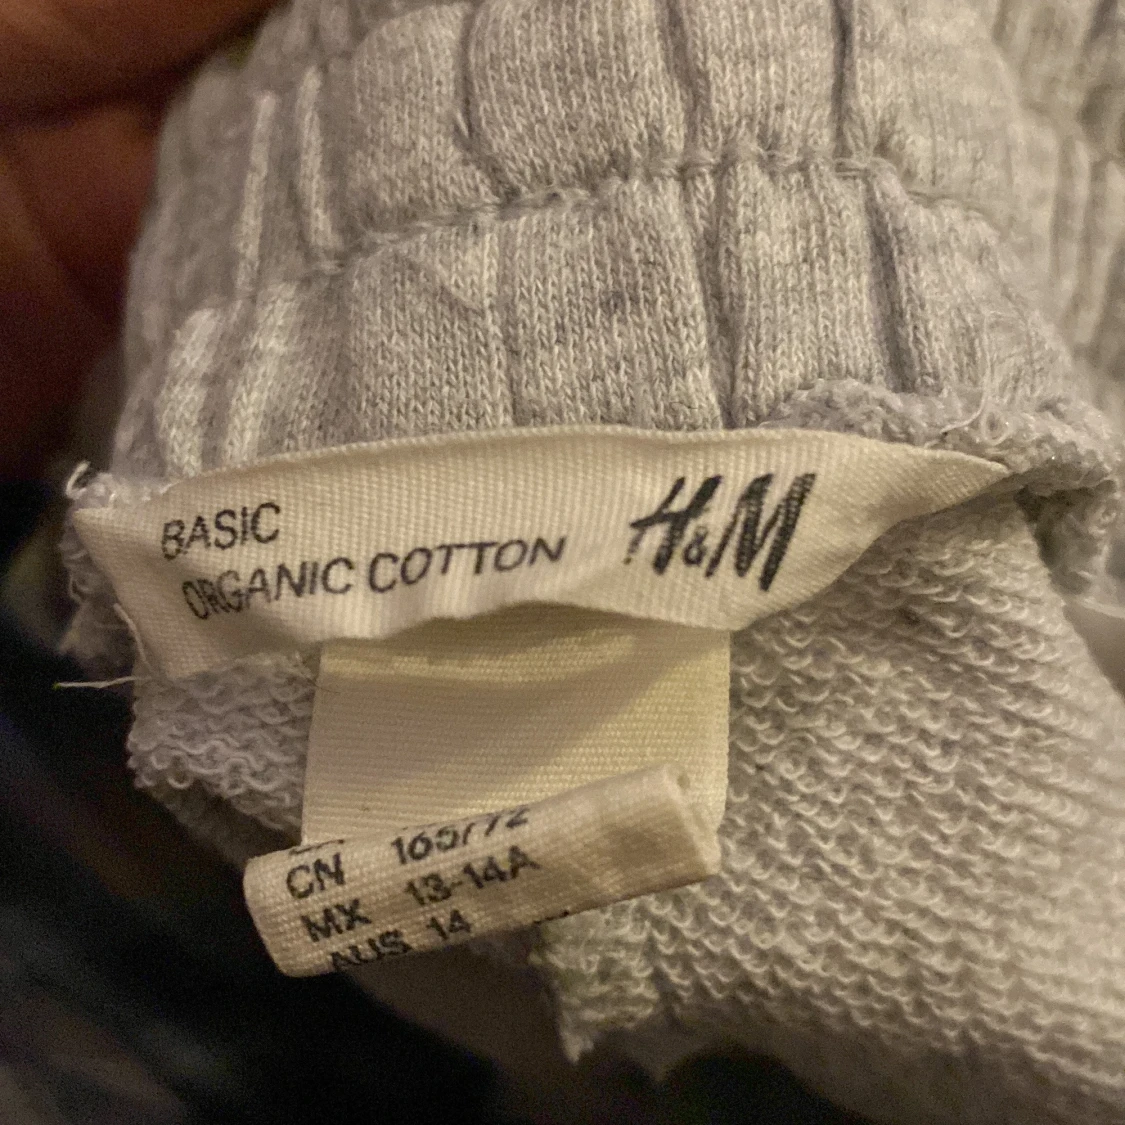 BASIC
ORGANIC COTTON
H&M
CN 165/72
MX 13-14A
AUS 14